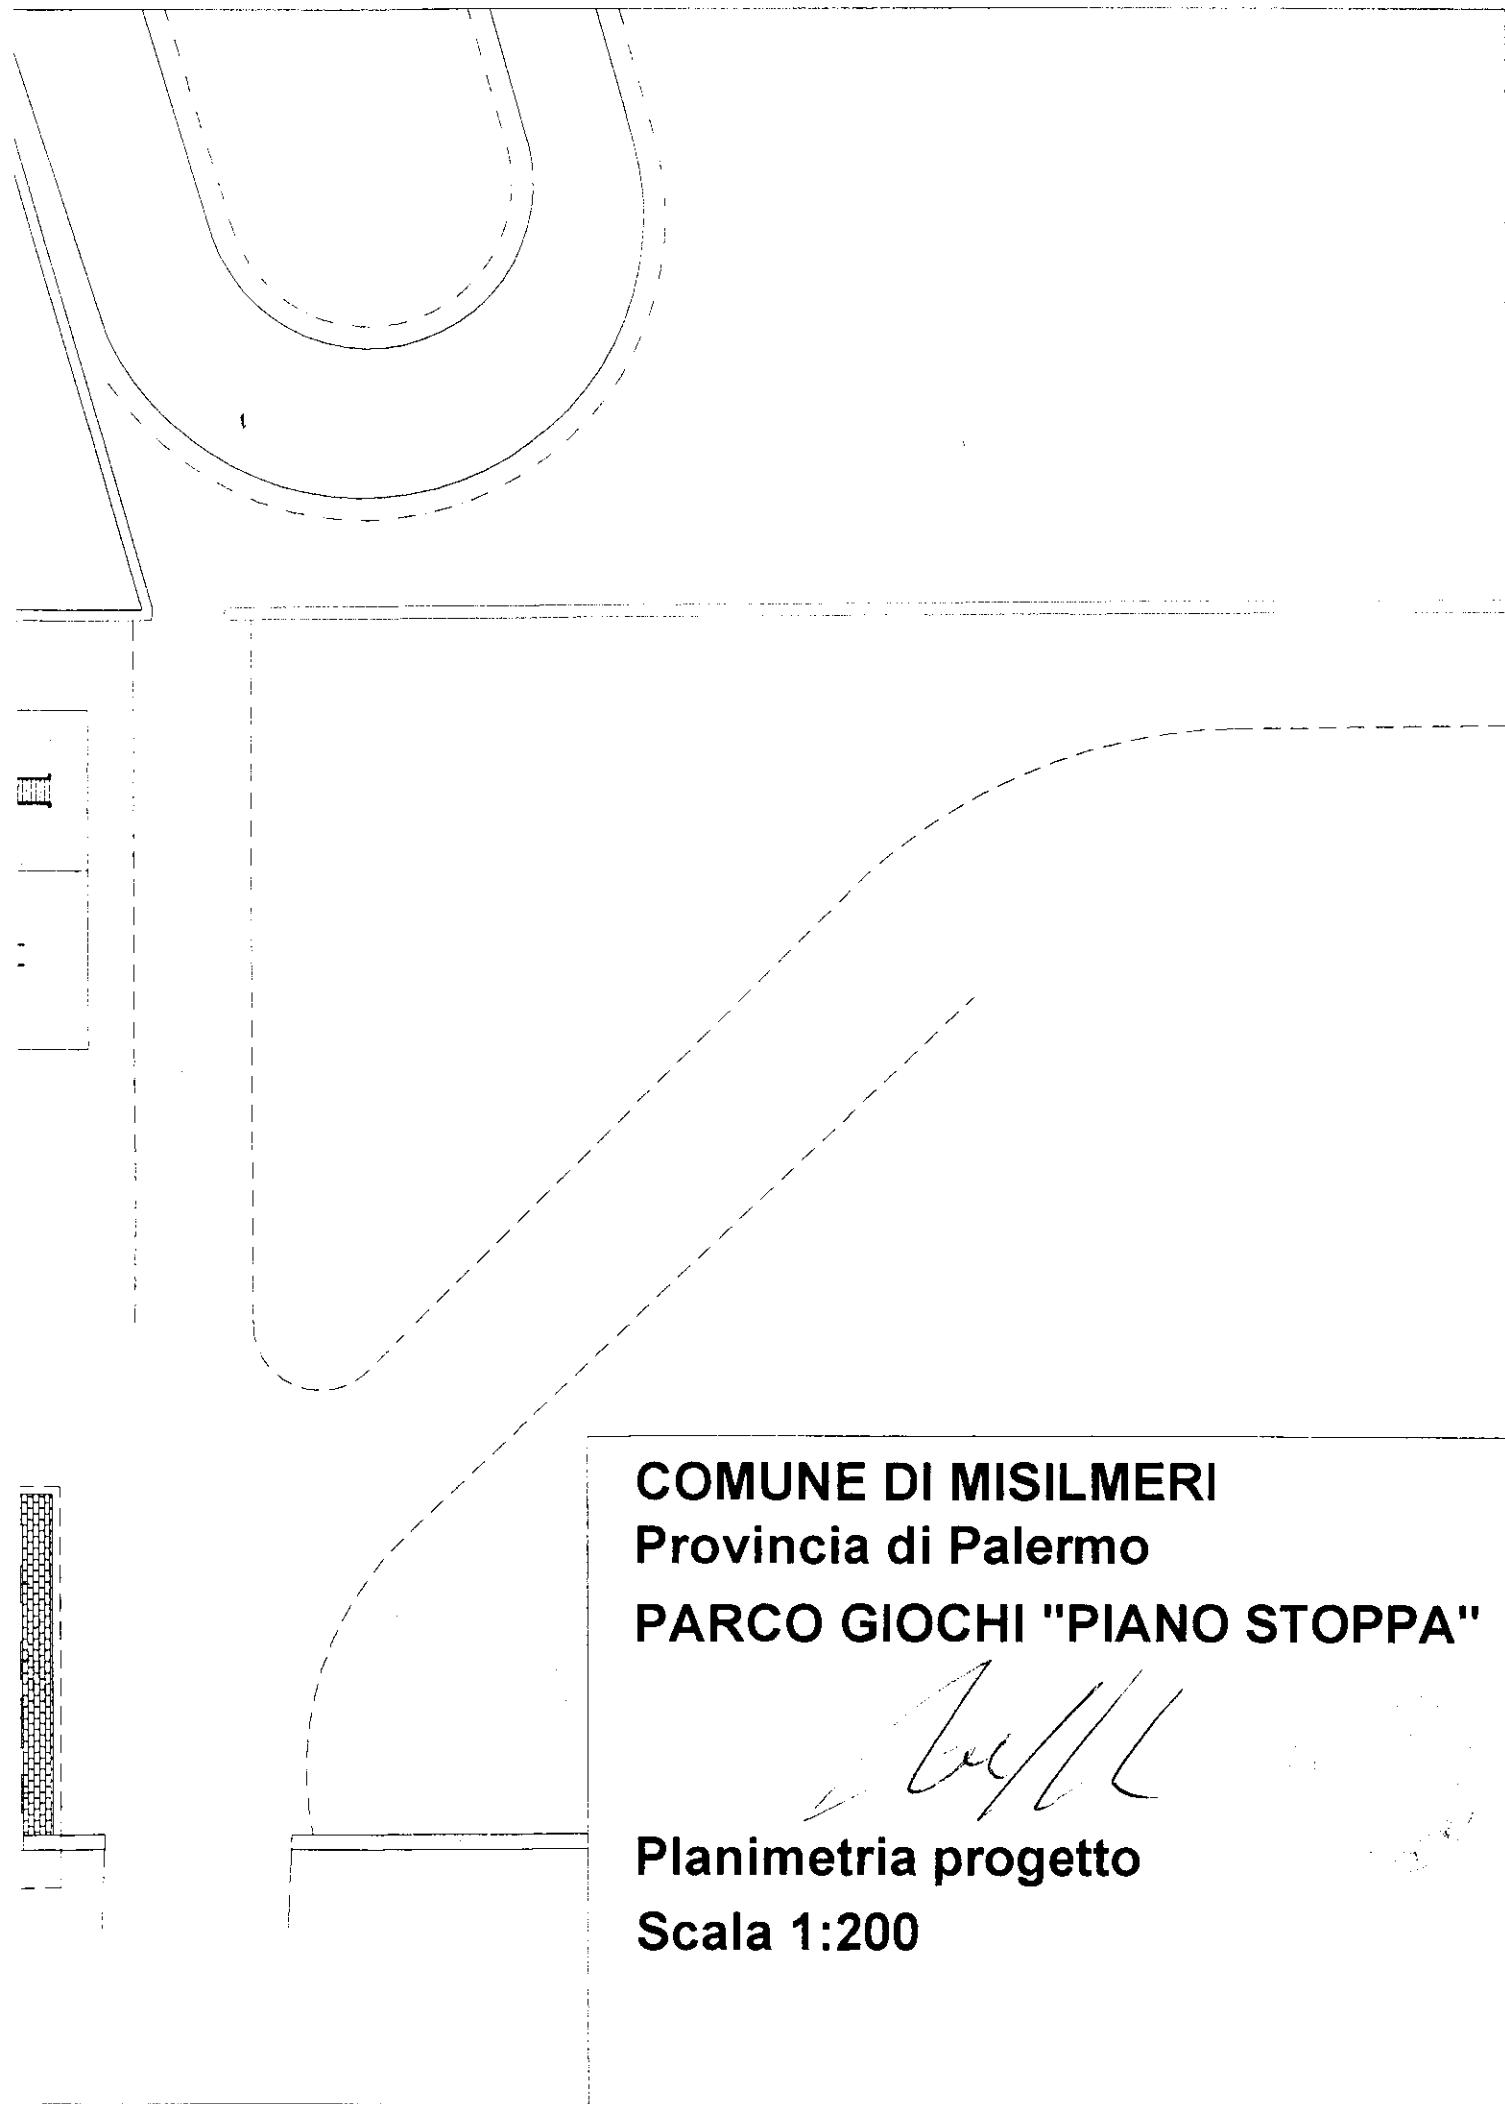 COMUNE DI MISILMERI
Provincia di Palermo
PARCO GIOCHI "PIANO STOPPA"
Planimetria progetto
Scala 1:200